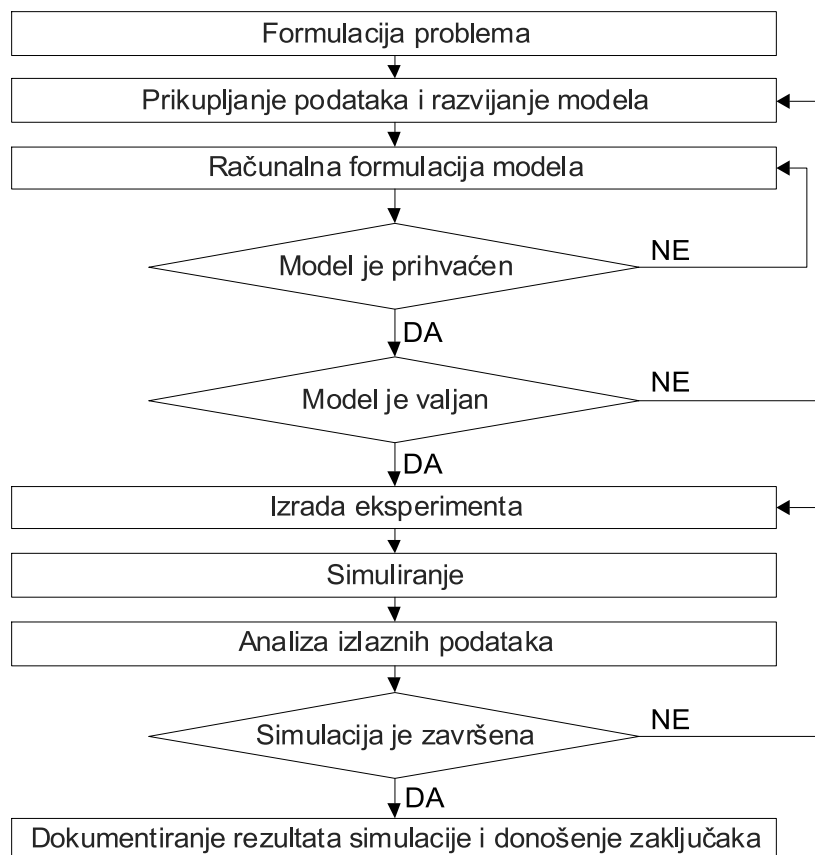 Formulacija problema
Prikupljanje podataka i razvijanje modela
Računalna formulacija modela
Model je prihvaćen
NE
DA
Model je valjan
NE
DA
Izrada eksperimenta
Simuliranje
Analiza izlaznih podataka
Simulacija je završena
NE
DA
Dokumentiranje rezultata simulacije i donošenje zaključaka